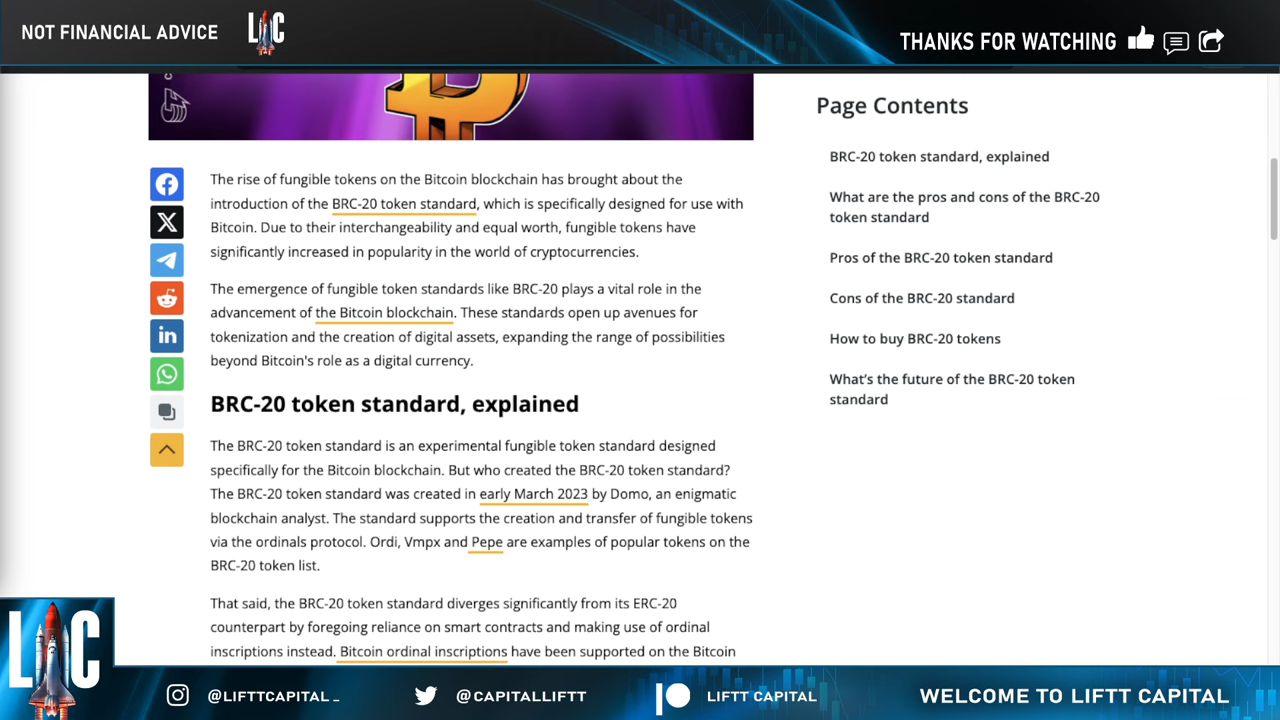 NOT FINANCIAL ADVICE
LC
THANKS FOR WATCHING
The rise of fungible tokens on the Bitcoin blockchain has brought about the
introduction of the BRC-20 token standard, which is specifically designed for use with
Bitcoin. Due to their interchangeability and equal worth, fungible tokens have
significantly increased in popularity in the world of cryptocurrencies.
The emergence of fungible token standards like BRC-20 plays a vital role in the
advancement of the Bitcoin blockchain. These standards open up avenues for
tokenization and the creation of digital assets, expanding the range of possibilities
beyond Bitcoin's role as a digital currency.
BRC-20 token standard, explained
The BRC-20 token standard is an experimental fungible token standard designed
specifically for the Bitcoin blockchain. But who created the BRC-20 token standard?
The BRC-20 token standard was created in early March 2023 by Domo, an enigmatic
blockchain analyst. The standard supports the creation and transfer of fungible tokens
via the ordinals protocol. Ordi, Vmpx and Pepe are examples of popular tokens on the
BRC-20 token list.
That said, the BRC-20 token standard diverges significantly from its ERC-20
counterpart by foregoing reliance on smart contracts and making use of ordinal
inscriptions instead. Bitcoin ordinal inscriptions have been supported on the Bitcoin
Page Contents
BRC-20 token standard, explained
What are the pros and cons of the BRC-20
token standard
Pros of the BRC-20 token standard
Cons of the BRC-20 standard
How to buy BRC-20 tokens
What's the future of the BRC-20 token
standard
LC
@LIFTTCAPITAL_
@CAPITALLIFTT
LIFTT CAPITAL
WELCOME TO LIFTT CAPITAL